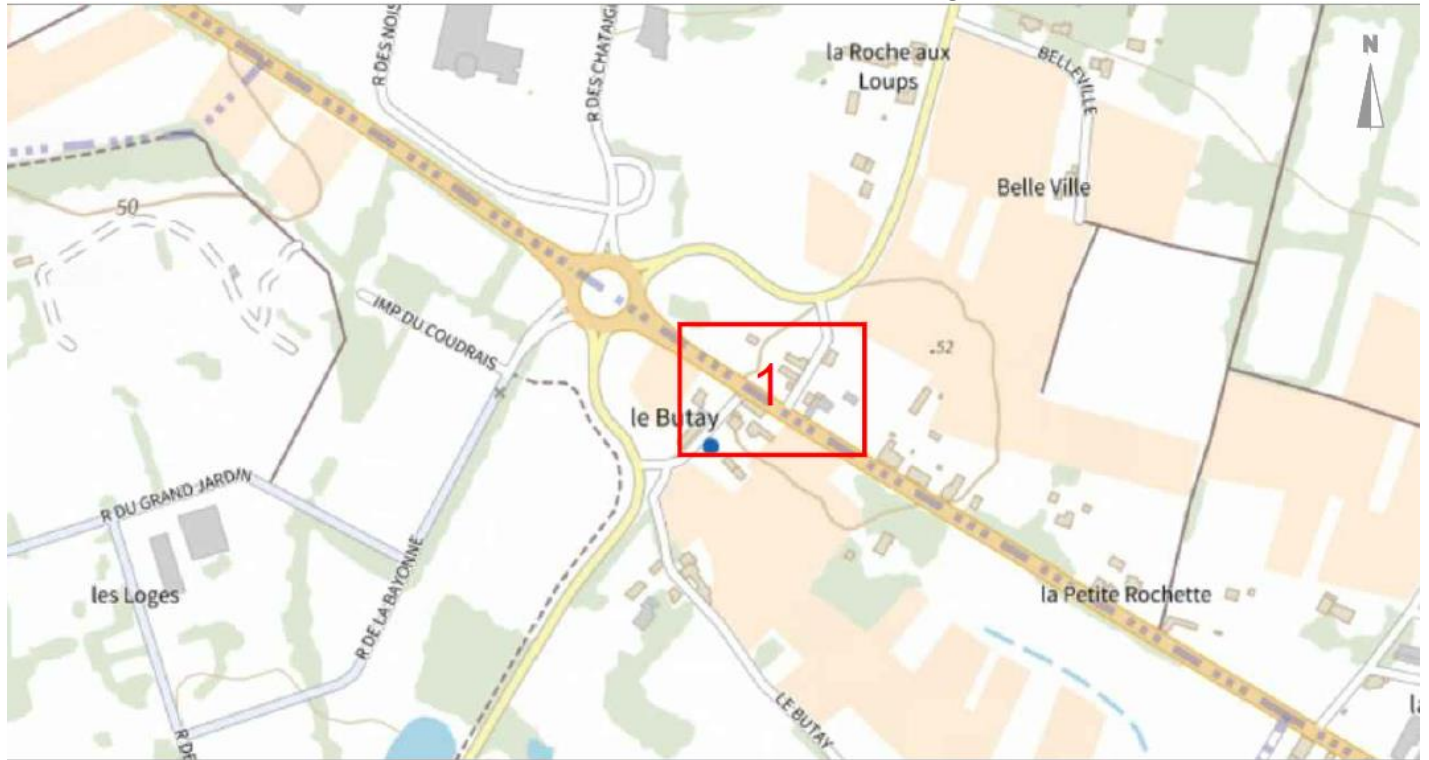 R DES NOIS
R DES CHATAIG
la Roche aux
Loups
BELLEVILLE
N
Belle Ville
50
IMP DU COUDRAIS
.52
1
le Butay
R DU GRAND JARDIN
les Loges
R DE LA BAYONNE
la Petite Rochette
LE BUTAY
R DE